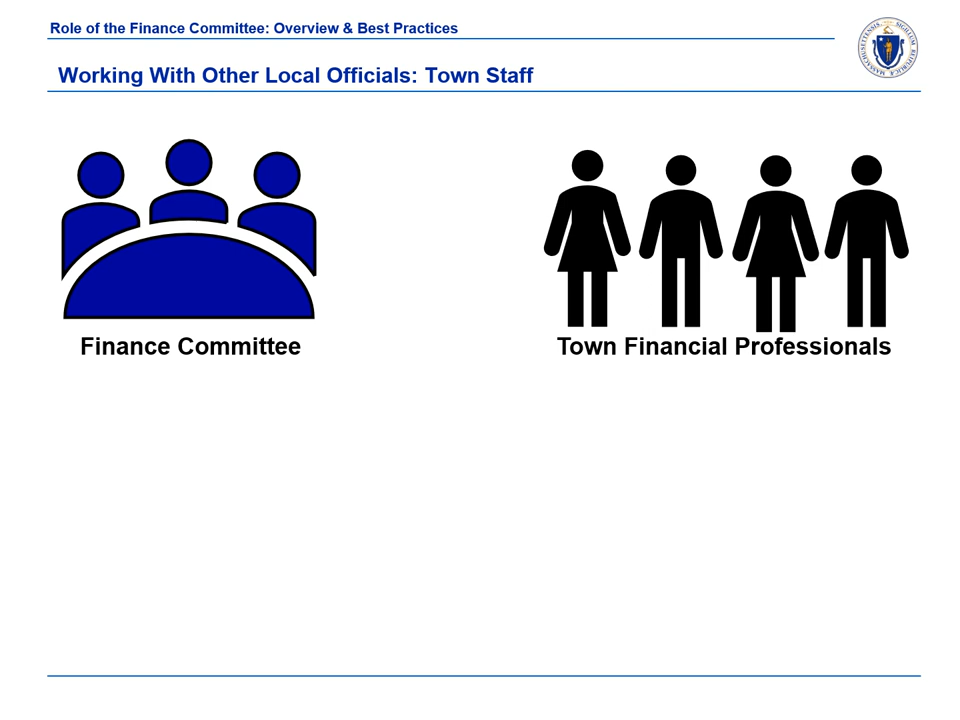 Role of the Finance Committee: Overview & Best Practices
Working With Other Local Officials: Town Staff
Finance Committee
Town Financial Professionals